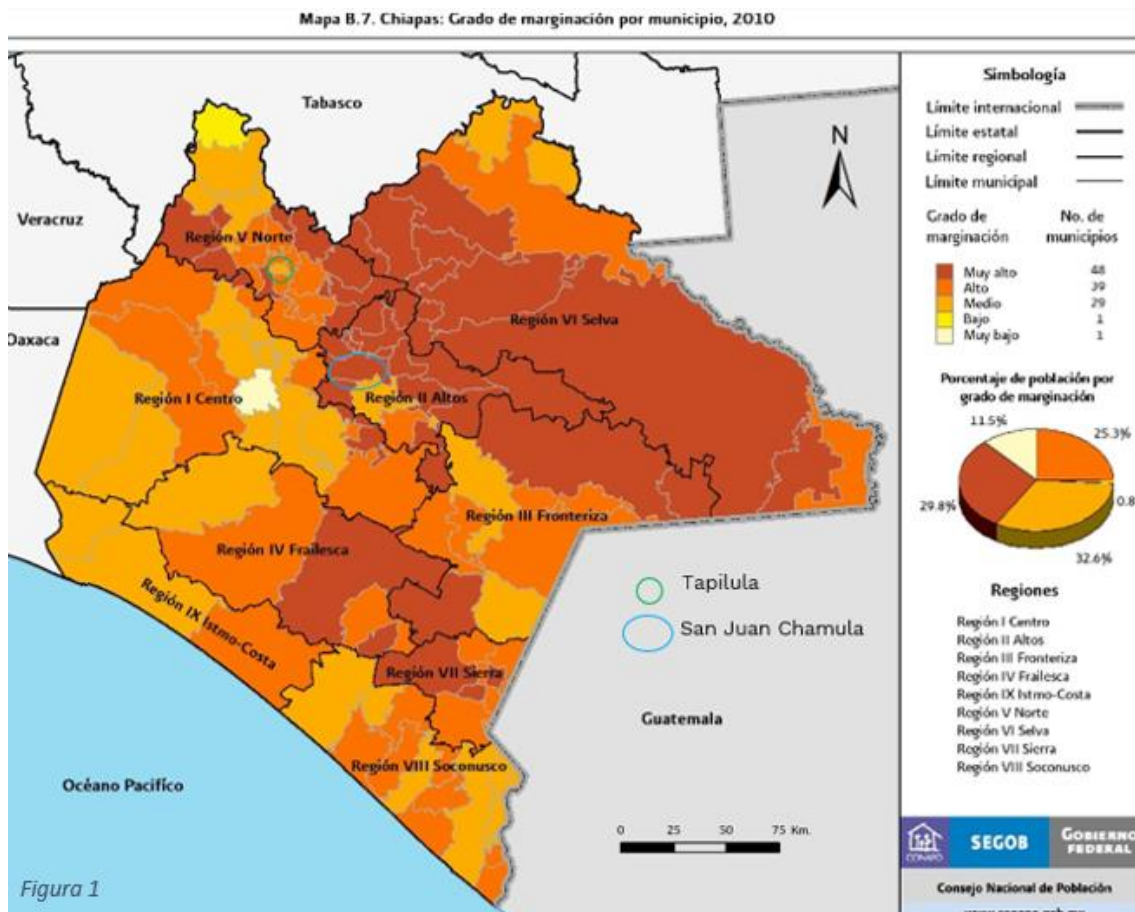 Mapa B.7. Chiapas: Grado de marginación por municipio, 2010
Tabasco
Veracruz
Oaxaca
N
Región V Norte
Región VI Selva
Región I Centro
Región II Altos
Región III Fronteriza
Región IV Frailesca
Región IX Istmo-Costa
Región VII Sierra
Región VIII Soconusco
Tapilula
San Juan Chamula
Guatemala
Océano Pacifíco
0 25 50 75 Km.
Figura 1
Simbología
Límite internacional
Límite estatal
Límite regional
Límite municipal
Grado de marginación
No. de municipios
Muy alto 48
Alto 39
Medio 29
Bajo 1
Muy bajo 1
Porcentaje de población por
grado de marginación
11.5%
25.3%
0.8
29.8%
32.6%
Regiones
Región I Centro
Región II Altos
Región III Fronteriza
Región IV Frailesca
Región IX Istmo-Costa
Región V Norte
Región VI Selva
Región VII Sierra
Región VIII Soconusco
CONAPO
SEGOB
GOBIERNO
FEDERAL
Consejo Nacional de Población